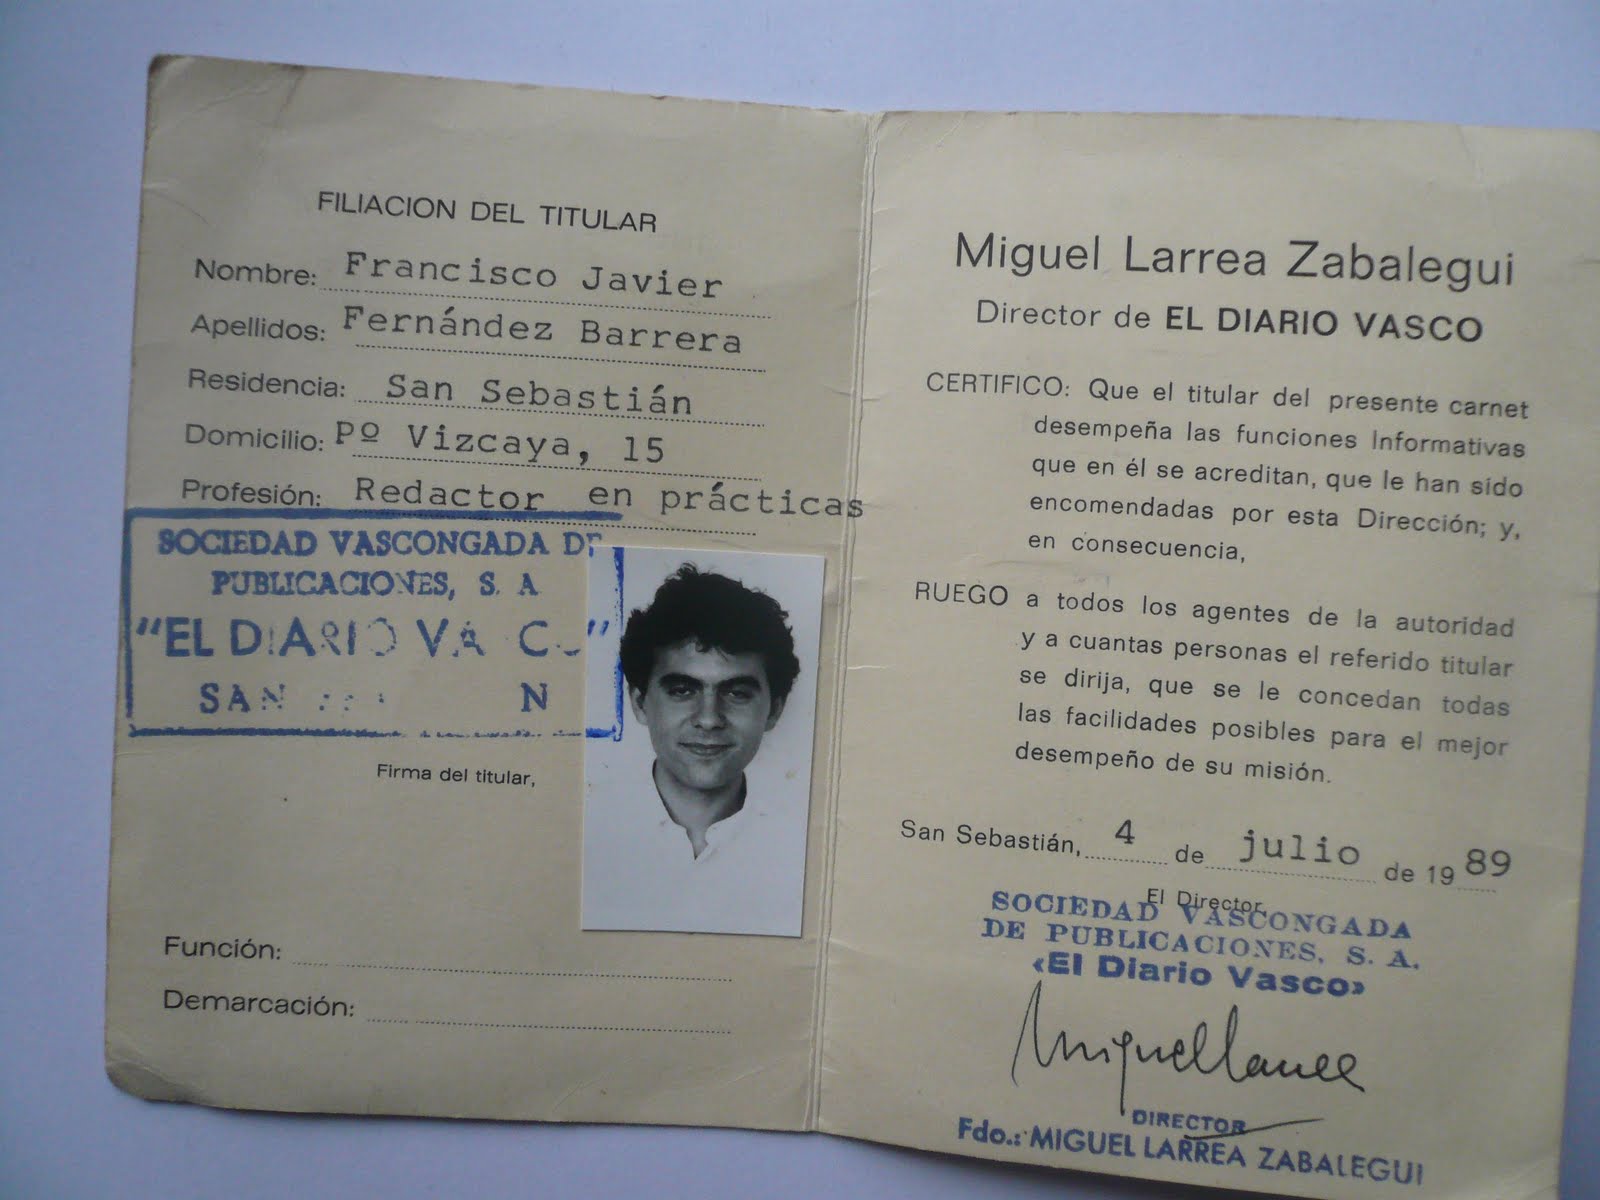 FILIACION DEL TITULAR
Nombre: Francisco Javier
Apellidos: Fernández Barrera
Residencia: San Sebastián
Domicilio: Pº Vizcaya, 15
Profesión: Redactor en prácticas
SOCIEDAD VASCONGADA DE
PUBLICACIONES, S. A
"EL DIARIO VA C "
SAN N
Firma del titular,
Función:
Demarcación:
Miguel Larrea Zabalegui
Director de EL DIARIO VASCO
CERTIFICO: Que el titular del presente carnet
desempeña las funciones Informativas
que en él se acreditan, que le han sido
encomendadas por esta Dirección; y,
en consecuencia,
RUEGO a todos los agentes de la autoridad
y a cuantas personas el referido titular
se dirija, que se le concedan todas
las facilidades posibles para el mejor
desempeño de su misión.
San Sebastián, 4 de julio de 1989
El Director,
SOCIEDAD VASCONGADA
DE PUBLICACIONES, S. A.
«El Diario Vasco»
Miguel Larrea
DIRECTOR
Fdo.: MIGUEL LARREA ZABALEGUI